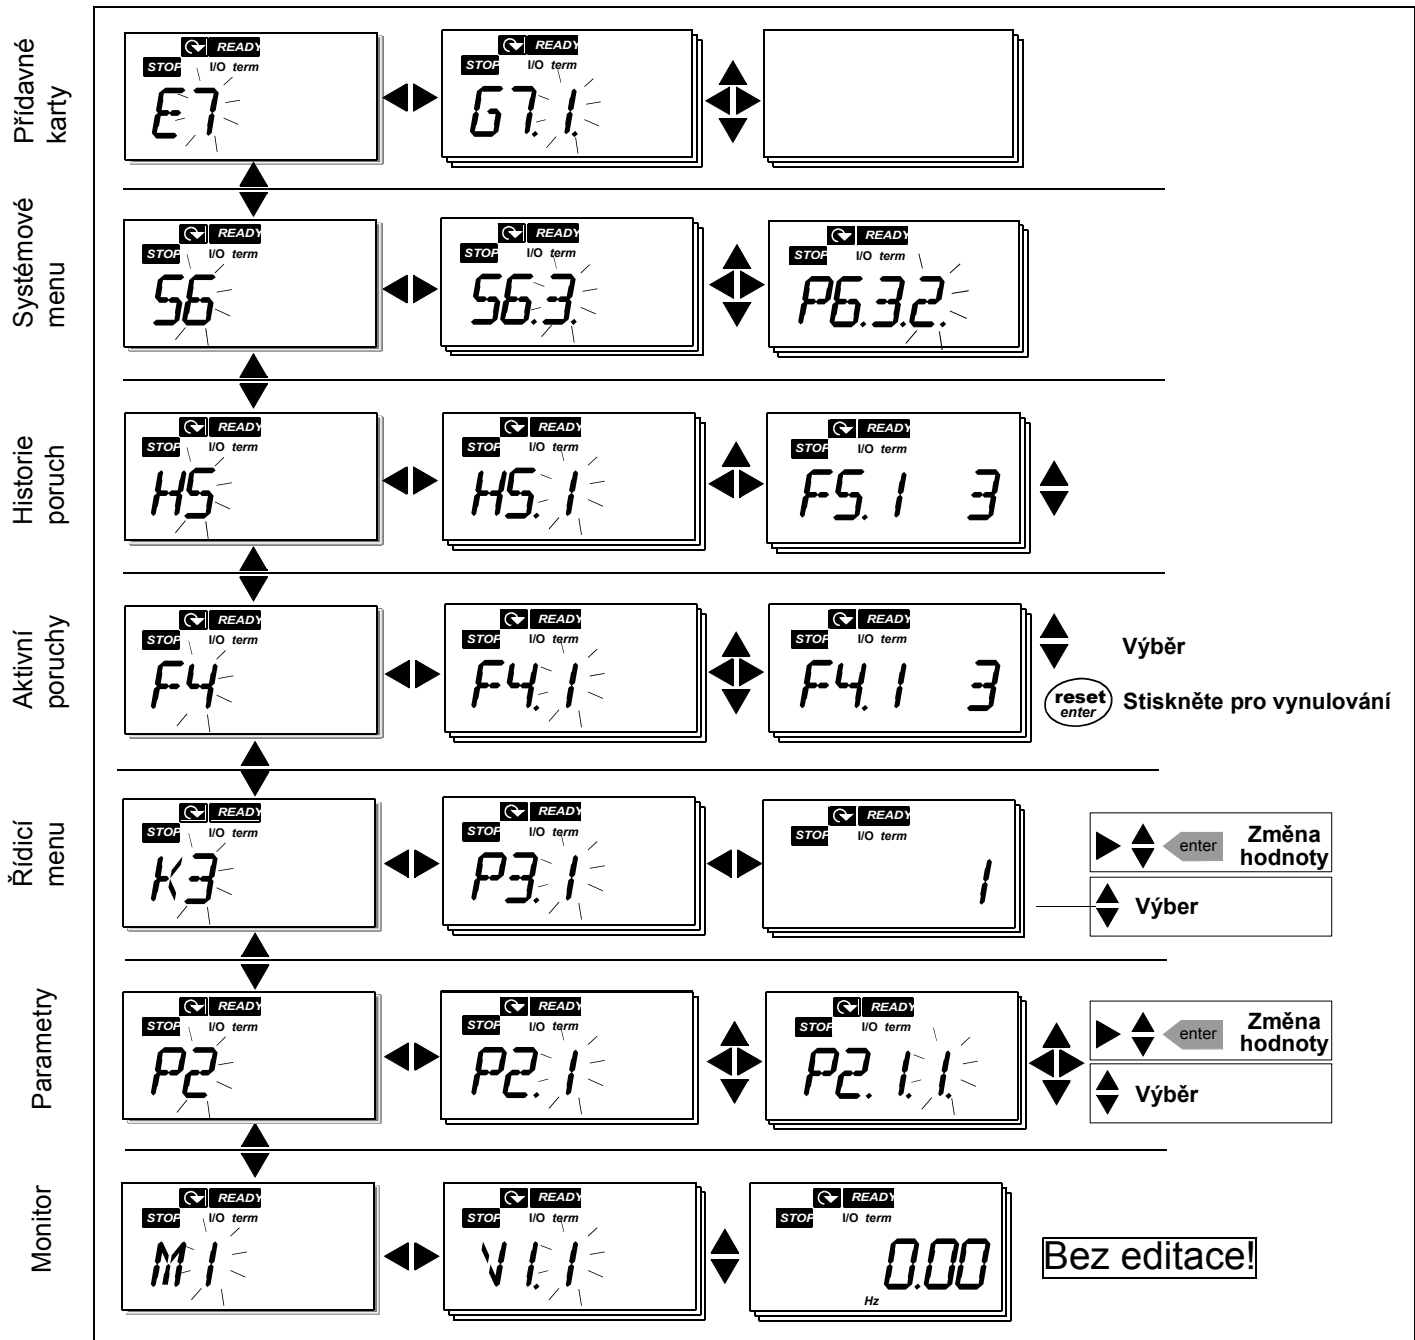 Přídavné
karty
READY
STOP I/O term
E7
READY
STOP I/O term
G7.1.
Systémové
menu
READY
STOP I/O term
S6
READY
STOP I/O term
S6.3.
READY
STOP I/O term
P6.3.2.
Historie
poruch
READY
STOP I/O term
H5
READY
STOP I/O term
H5.1
READY
STOP I/O term
F5.1 3
Aktivní
poruchy
READY
STOP I/O term
F4
READY
STOP I/O term
F4.1
READY
STOP I/O term
F4.1 3
Výběr
reset
enter
Stiskněte pro vynulování
Řídicí
menu
READY
STOP I/O term
K3
READY
STOP I/O term
P3.1
READY
STOP I/O term
1
enter
Změna
hodnoty
Výber
Parametry
READY
STOP I/O term
P2
READY
STOP I/O term
P2.1
READY
STOP I/O term
P2.1.1.
enter
Změna
hodnoty
Výběr
Monitor
READY
STOP I/O term
M1
READY
STOP I/O term
V1.1
READY
STOP I/O term
0.00
Hz
Bez editace!